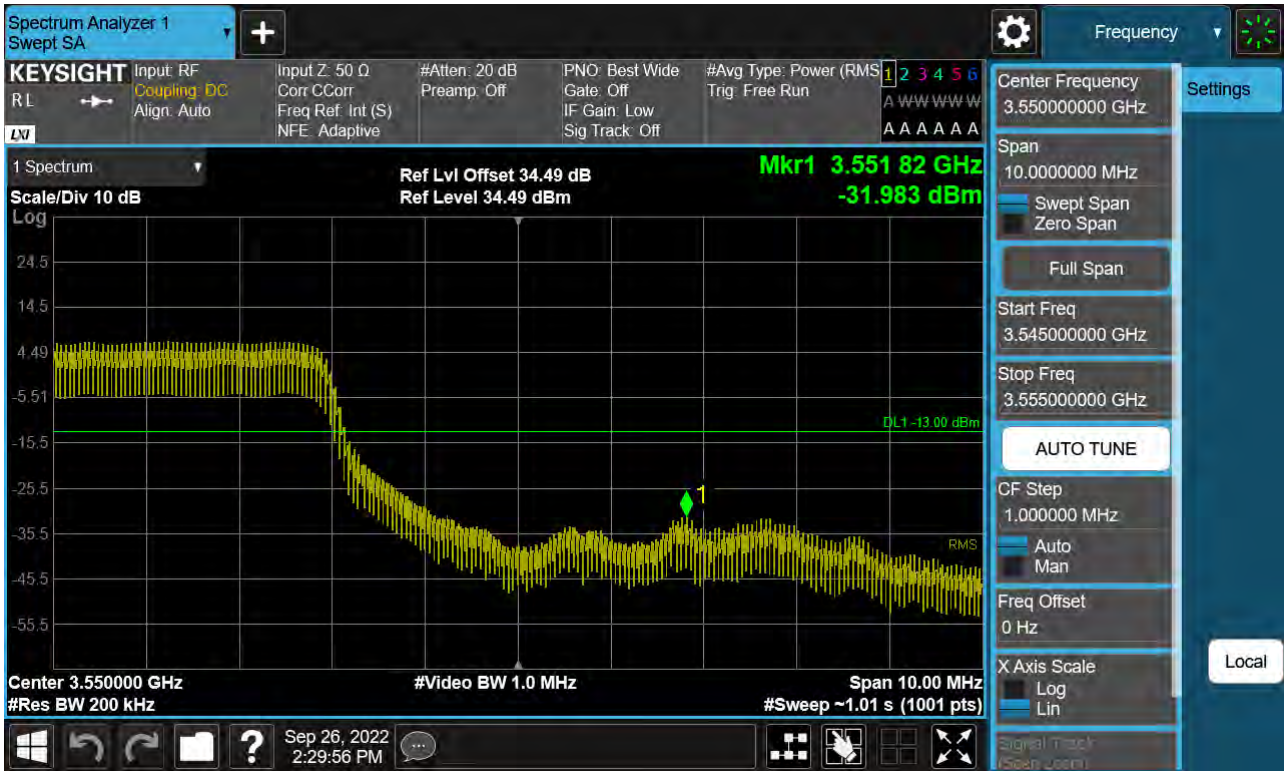 Spectrum Analyzer 1
Swept SA
+
Frequency
KEYSIGHT
RL
LXI
Input: RF
Coupling: DC
Align: Auto
Input Z: 50 Ω
Corr CCorr
Freq Ref: Int (S)
NFE: Adaptive
#Atten: 20 dB
Preamp: Off
PNO: Best Wide
Gate: Off
IF Gain: Low
Sig Track: Off
#Avg Type: Power (RMS
Trig: Free Run
1 2 3 4 5 6
A W W W W W
A A A A A A
1 Spectrum
Scale/Div 10 dB
Log
Ref Lvl Offset 34.49 dB
Ref Level 34.49 dBm
Mkr1 3.551 82 GHz
-31.983 dBm
24.5
14.5
4.49
-5.51
-15.5
-25.5
-35.5
-45.5
-55.5
DL1 -13.00 dBm
1
RMS
Center 3.550000 GHz
#Res BW 200 kHz
#Video BW 1.0 MHz
Span 10.00 MHz
#Sweep ~1.01 s (1001 pts)
Center Frequency
3.550000000 GHz
Settings
Span
10.0000000 MHz
Swept Span
Zero Span
Full Span
Start Freq
3.545000000 GHz
Stop Freq
3.555000000 GHz
AUTO TUNE
CF Step
1.000000 MHz
Auto
Man
Freq Offset
0 Hz
X Axis Scale
Log
Lin
Signal Track
(Span Zoom)
Local
?
Sep 26, 2022
2:29:56 PM